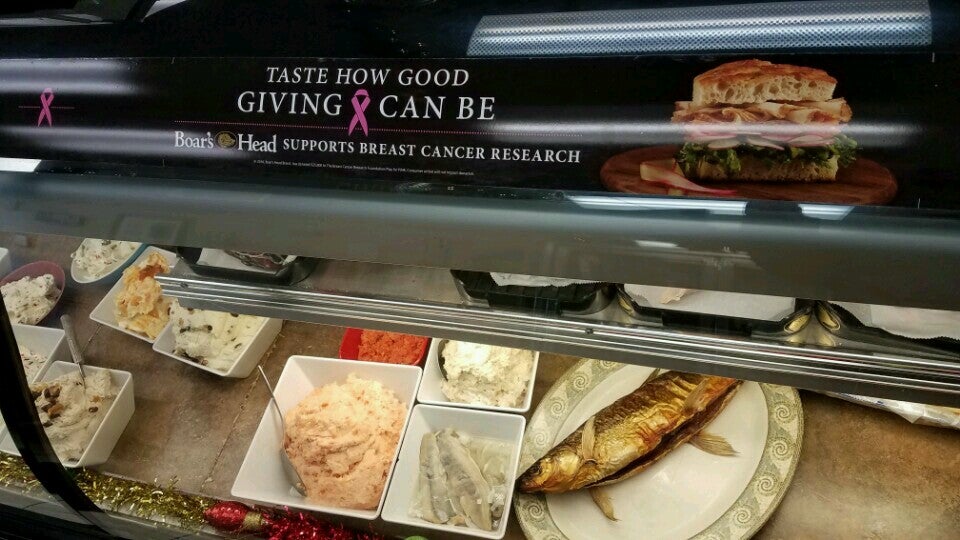 TASTE HOW GOOD
GIVING CAN BE
Boar's Head SUPPORTS BREAST CANCER RESEARCH